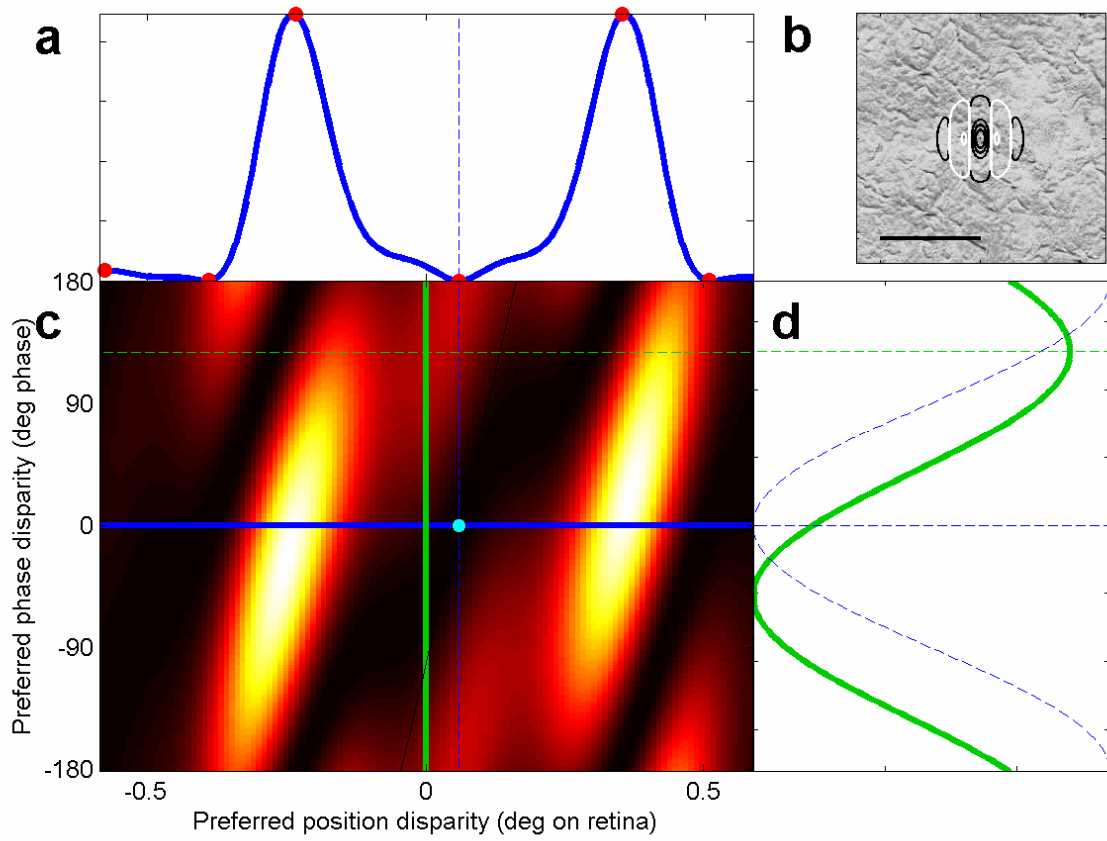 a
b
c
d
180
90
0
-90
-180
Preferred phase disparity (deg phase)
-0.5 0 0.5
Preferred position disparity (deg on retina)